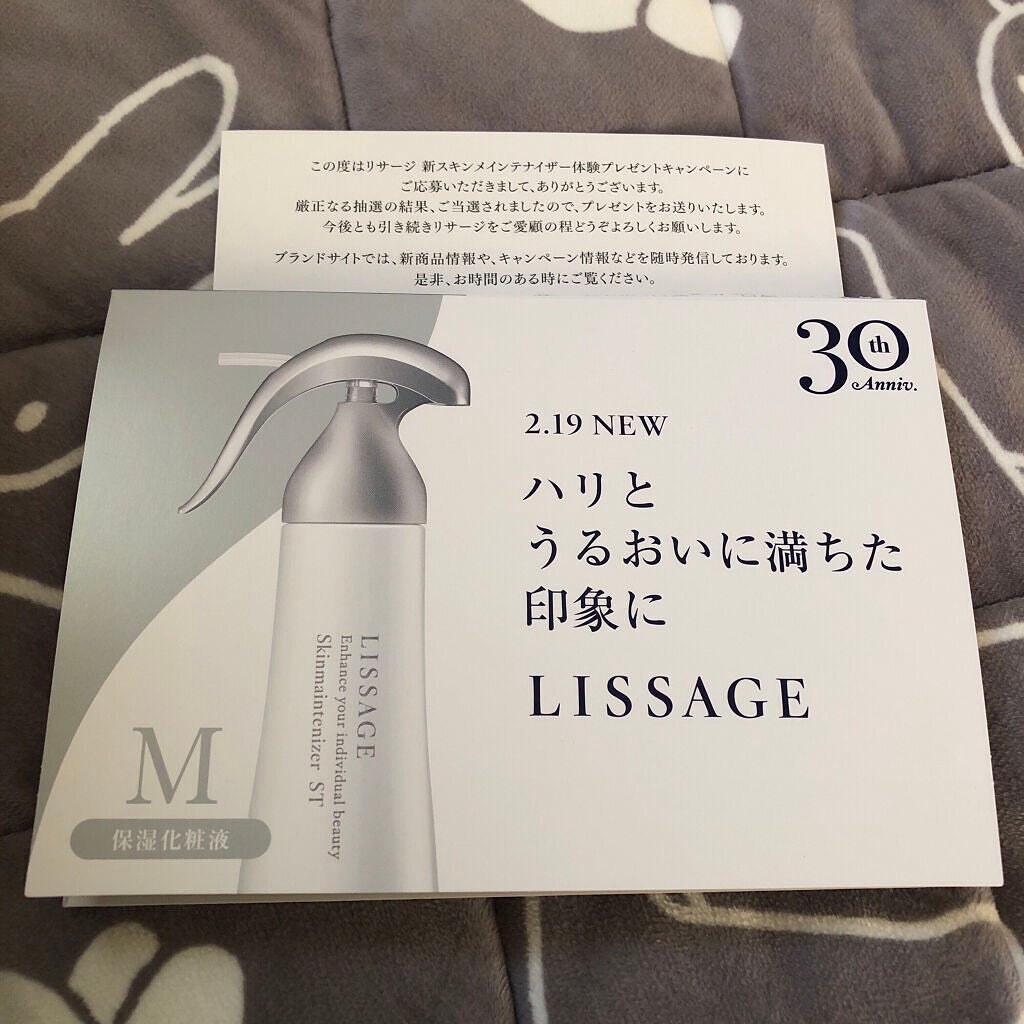 この度はリサージ 新スキンメインテナイザー体験プレゼントキャンペーンに
ご応募いただきまして、ありがとうございます。
厳正なる抽選の結果、ご当選されましたので、プレゼントをお送りいたします。
今後とも引き続きリサージをご愛顧の程どうぞよろしくお願いします。
ブランドサイトでは、新商品情報や、キャンペーン情報などを随時発信しております。
是非、お時間のある時にご覧ください。
30th
Anniv.
2.19 NEW
ハリと
うるおいに満ちた
印象に
LISSAGE
LISSAGE
Enhance your individual beauty
Skinmaintenizer ST
M
保湿化粧液